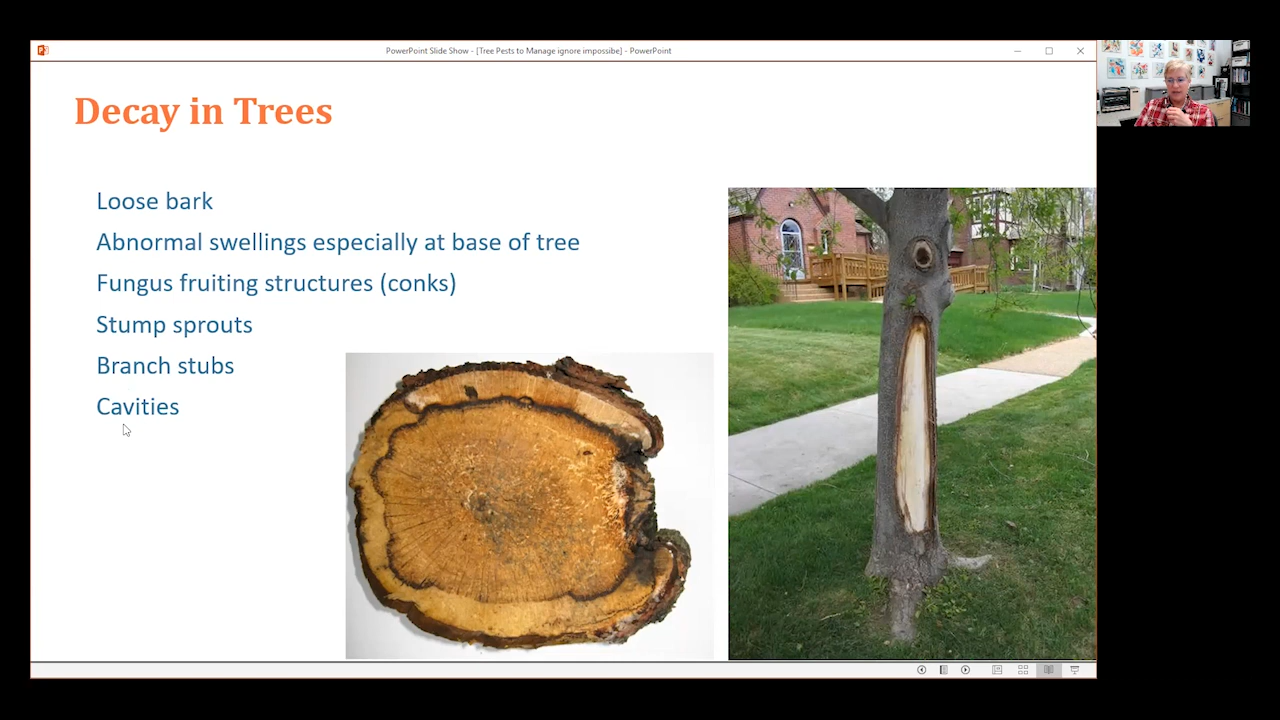 PowerPoint Slide Show - [Tree Pests to Manage ignore impossibe] - PowerPoint
Decay in Trees
Loose bark
Abnormal swellings especially at base of tree
Fungus fruiting structures (conks)
Stump sprouts
Branch stubs
Cavities